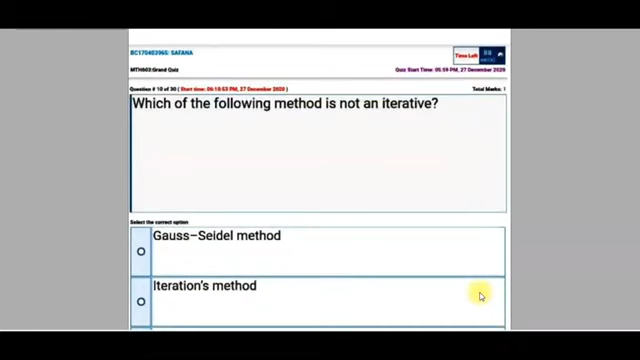 BC170403965: SAFANA
Time Left 88
MTH603:Grand Quiz
Quiz Start Time: 05:59 PM, 27 December 2020
Question # 10 of 30 ( Start time: 06:10:53 PM, 27 December 2020 )
Total Marks: 1
Which of the following method is not an iterative?
Select the correct option
Gauss–Seidel method
Iteration's method